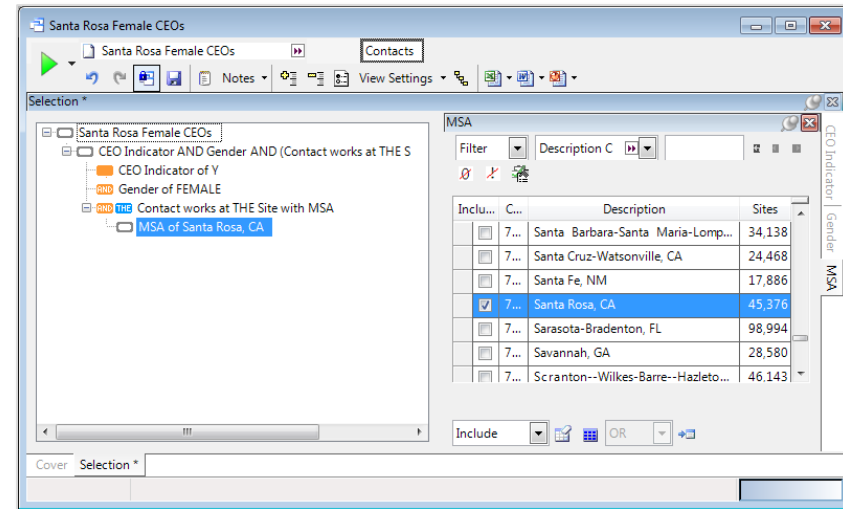 Santa Rosa Female CEOs
Santa Rosa Female CEOs
Contacts
Notes
View Settings
Selection *
Santa Rosa Female CEOs
CEO Indicator AND Gender AND (Contact works at THE S
CEO Indicator of Y
AND Gender of FEMALE
AND THE Contact works at THE Site with MSA
MSA of Santa Rosa, CA
MSA
Filter Description C
Inclu... C... Description Sites
7... Santa Barbara-Santa Maria-Lomp... 34,138
7... Santa Cruz-Watsonville, CA 24,468
7... Santa Fe, NM 17,886
7... Santa Rosa, CA 45,376
7... Sarasota-Bradenton, FL 98,994
7... Savannah, GA 28,580
7... Scranton--Wilkes-Barre--Hazleto... 46,143
Include OR
CEO Indicator
Gender
MSA
Cover Selection *